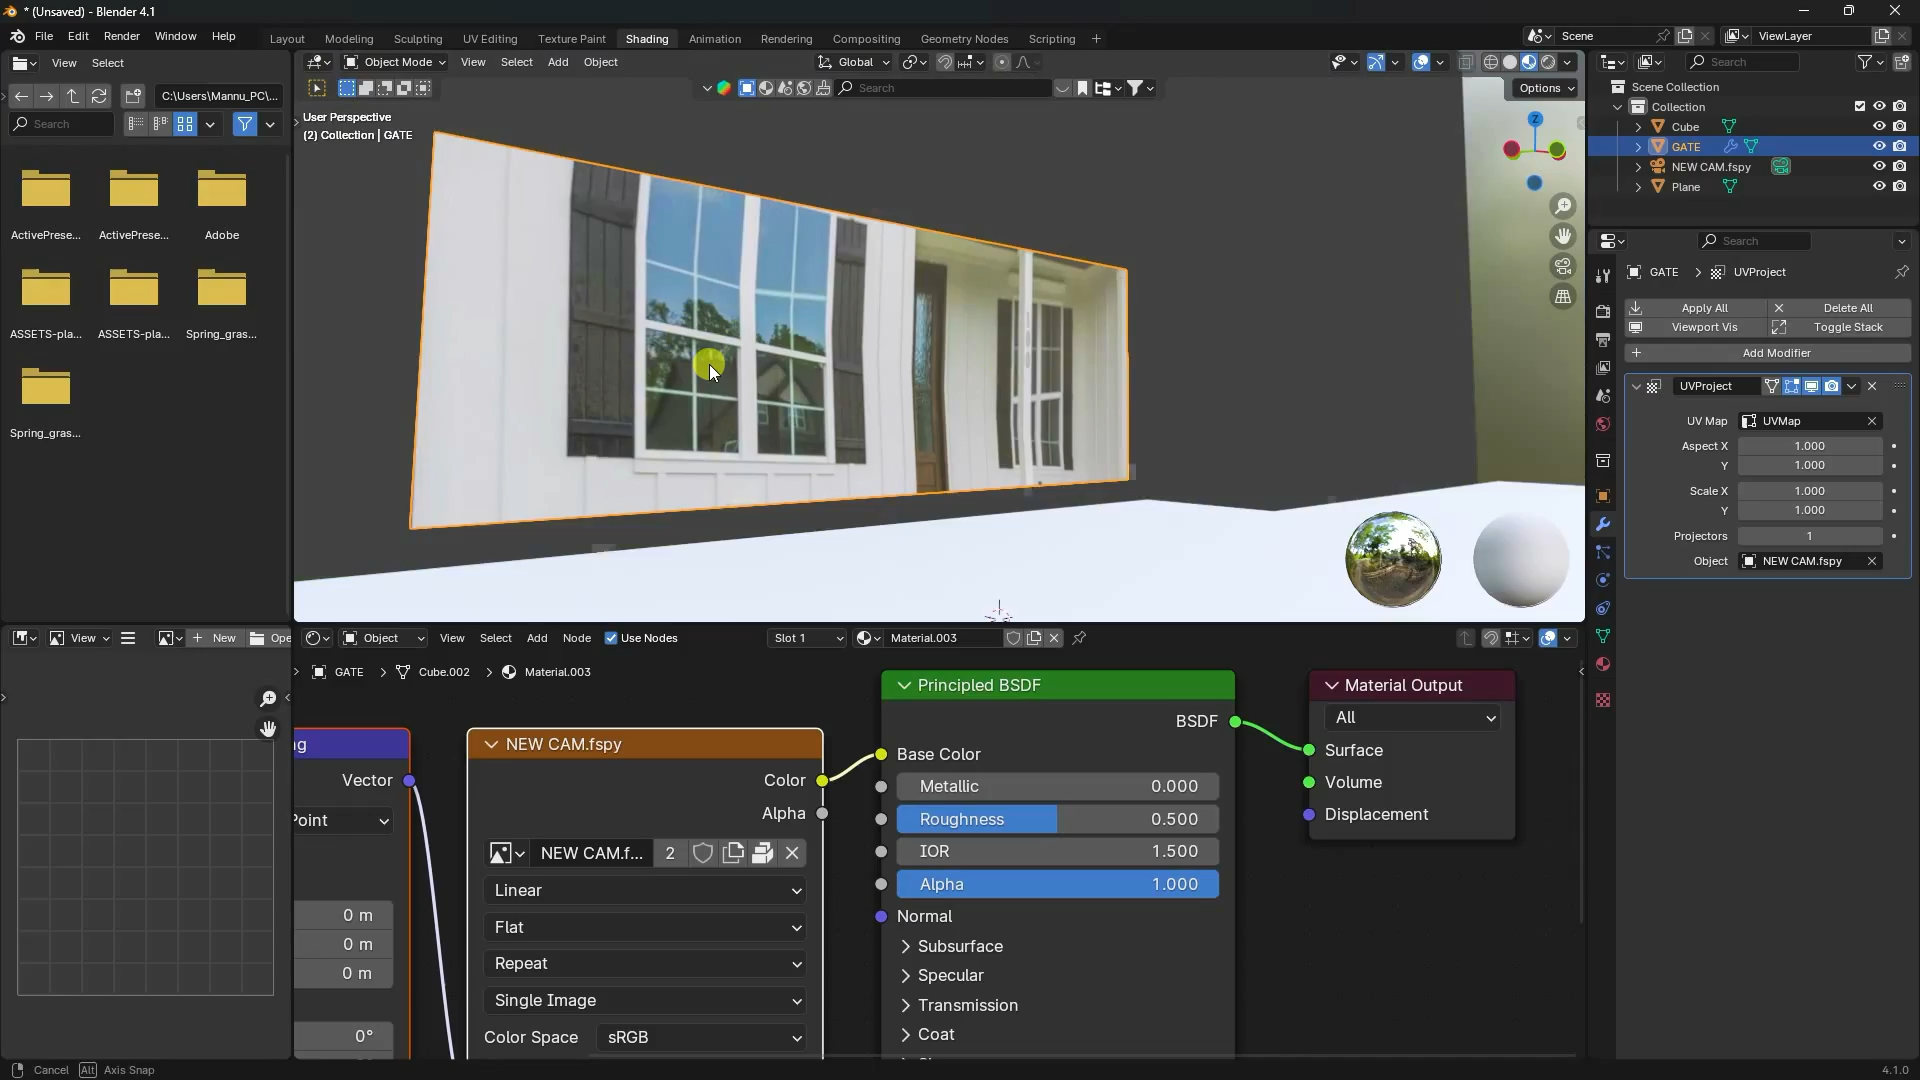 * (Unsaved) - Blender 4.1
File Edit Render Window Help
Layout Modeling Sculpting UV Editing Texture Paint Shading Animation Rendering Compositing Geometry Nodes Scripting +
Scene
ViewLayer
View Select
Object Mode View Select Add Object
Global
Search
C:\Users\Mannu_PC\...
Search
Search
Options
User Perspective
(2) Collection | GATE
Z
ActivePrese...
ActivePrese...
Adobe
ASSETS-pla...
ASSETS-pla...
Spring_gras...
Spring_gras...
Scene Collection
Collection
Cube
GATE
NEW CAM.fspy
Plane
Search
GATE > UVProject
Apply All
Delete All
Viewport Vis
Toggle Stack
Add Modifier
UVProject
UV Map UVMap
Aspect X 1.000
Y 1.000
Scale X 1.000
Y 1.000
Projectors 1
Object NEW CAM.fspy
View
New
Ope
Object View Select Add Node Use Nodes
Slot 1
Material.003
GATE > Cube.002 > Material.003
ng
Vector
Point
0 m
0 m
0 m
0°
NEW CAM.fspy
Color
Alpha
NEW CAM.f... 2
Linear
Flat
Repeat
Single Image
Color Space sRGB
Principled BSDF
BSDF
Base Color
Metallic 0.000
Roughness 0.500
IOR 1.500
Alpha 1.000
Normal
Subsurface
Specular
Transmission
Coat
Material Output
All
Surface
Volume
Displacement
Cancel Alt Axis Snap
4.1.0